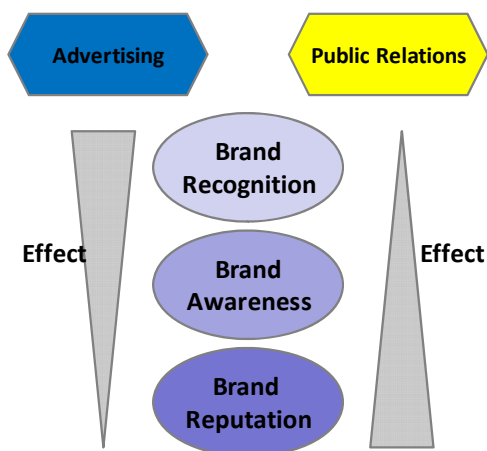 Advertising
Public Relations
Brand
Recognition
Effect
Effect
Brand
Awareness
Brand
Reputation